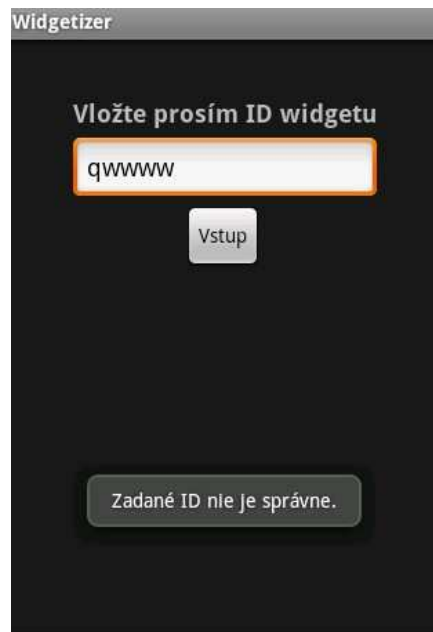 Widgetizer
Vložte prosím ID widgetu
qwwww
Vstup
Zadané ID nie je správne.